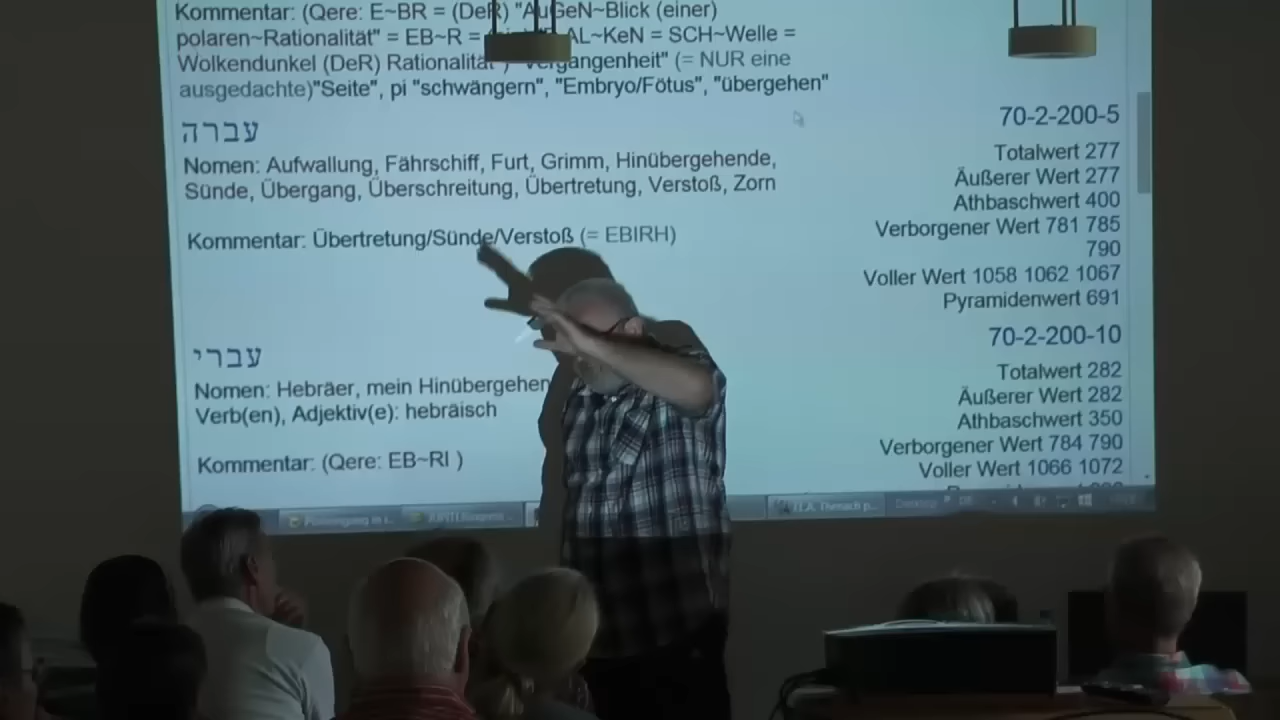 Kommentar: (Qere: E~BR = (DeR) "AuGeN~Blick (einer)
polaren~Rationalität" = EB~R = AL~KeN = SCH~Welle =
Wolkendunkel (DeR) Rationalität Vergangenheit" (= NUR eine
ausgedachte)"Seite", pi "schwängern", "Embryo/Fötus", "übergehen"
עברה
70-2-200-5
Nomen: Aufwallung, Fährschiff, Furt, Grimm, Hinübergehende,
Sünde, Übergang, Überschreitung, Übertretung, Verstoß, Zorn
Totalwert 277
Äußerer Wert 277
Athbaschwert 400
Verborgener Wert 781 785
790
Voller Wert 1058 1062 1067
Pyramidenwert 691
Kommentar: Übertretung/Sünde/Verstoß (= EBIRH)
עברי
70-2-200-10
Nomen: Hebräer, mein Hinübergehen
Verb(en), Adjektiv(e): hebräisch
Totalwert 282
Äußerer Wert 282
Athbaschwert 350
Verborgener Wert 784 790
Voller Wert 1066 1072
Kommentar: (Qere: EB~RI )